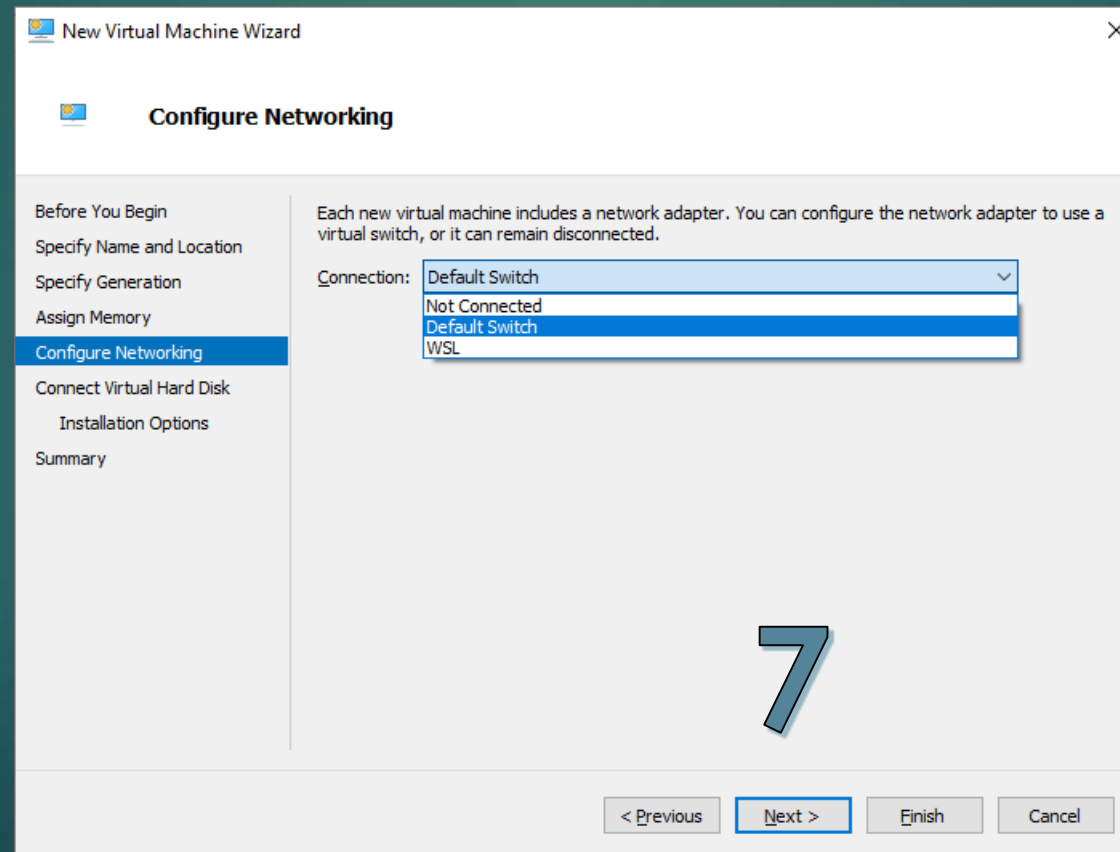 New Virtual Machine Wizard
Configure Networking
Before You Begin
Specify Name and Location
Specify Generation
Assign Memory
Configure Networking
Connect Virtual Hard Disk
Installation Options
Summary
Each new virtual machine includes a network adapter. You can configure the network adapter to use a
virtual switch, or it can remain disconnected.
Connection: Default Switch
Not Connected
Default Switch
WSL
7
< Previous Next > Finish Cancel